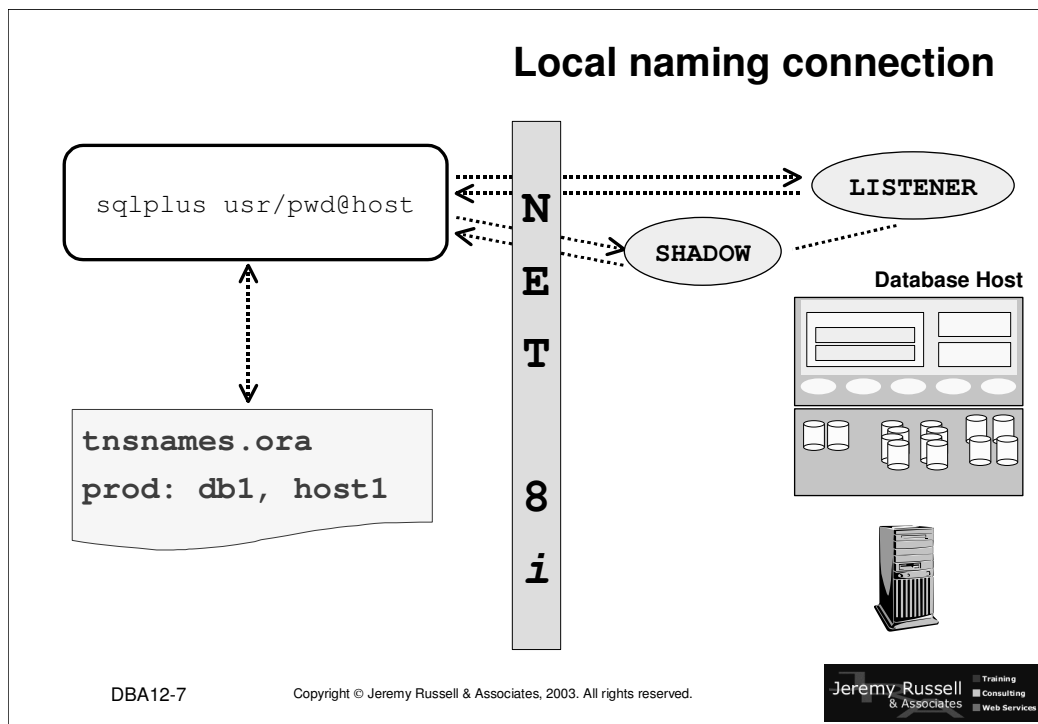 Local naming connection
sqlplus usr/pwd@host
LISTENER
SHADOW
Database Host
N
E
T
8
i
tnsnames.ora
prod: db1, host1
DBA12-7
Copyright © Jeremy Russell & Associates, 2003. All rights reserved.
Jeremy Russell
& Associates
Training
Consulting
Web Services